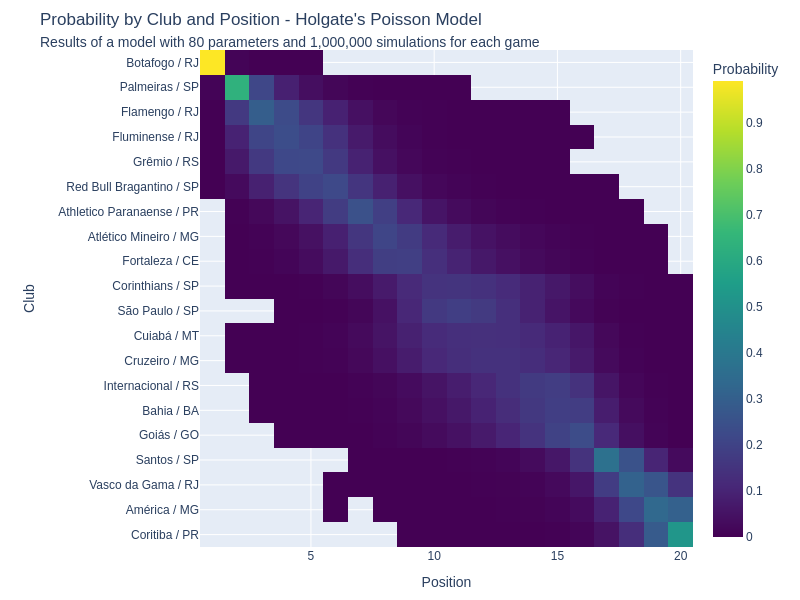 Probability by Club and Position - Holgate's Poisson Model
Results of a model with 80 parameters and 1,000,000 simulations for each game
Probability
Botafogo / RJ
Palmeiras / SP
Flamengo / RJ
Fluminense / RJ
Grêmio / RS
Red Bull Bragantino / SP
Athletico Paranaense / PR
Atlético Mineiro / MG
Fortaleza / CE
Corinthians / SP
São Paulo / SP
Cuiabá / MT
Cruzeiro / MG
Internacional / RS
Bahia / BA
Goiás / GO
Santos / SP
Vasco da Gama / RJ
América / MG
Coritiba / PR
Club
5
10
15
20
Position
0.9
0.8
0.7
0.6
0.5
0.4
0.3
0.2
0.1
0